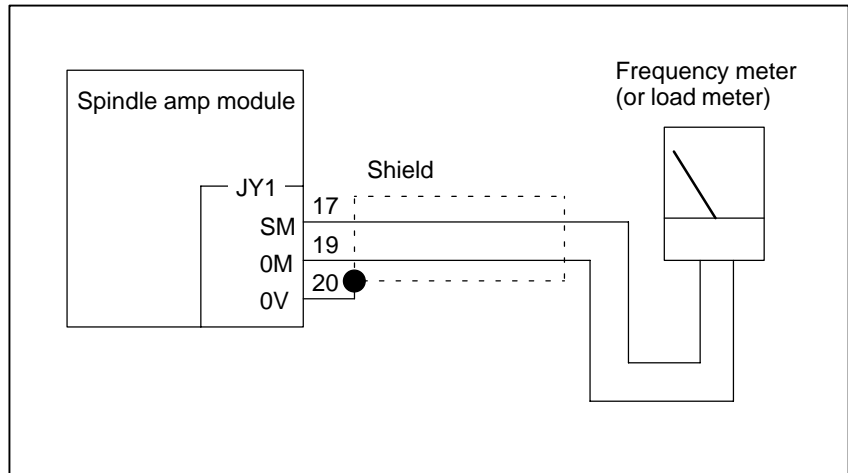 Frequency meter
(or load meter)
Spindle amp module
Shield
JY1
17
SM
19
0M
20
0V